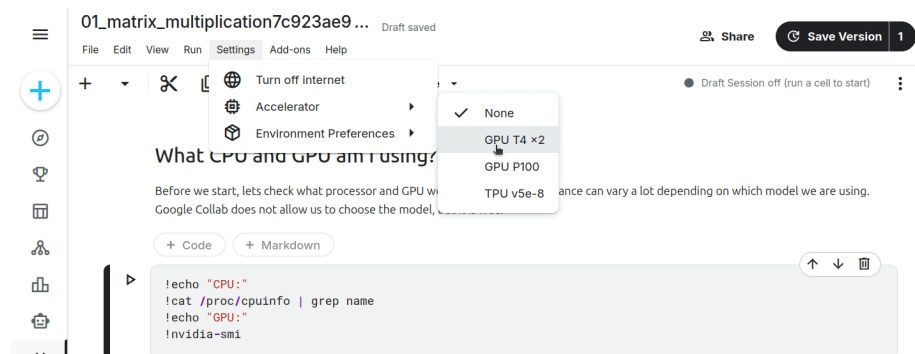 01_matrix_multiplication7c923ae9 ...
Draft saved
File Edit View Run Settings Add-ons Help
Share
Save Version 1
Turn off internet
Accelerator
Environment Preferences
None
GPU T4 ×2
GPU P100
TPU v5e-8
Draft Session off (run a cell to start)
What CPU and GPU am I using?
Before we start, lets check what processor and GPU we ance can vary a lot depending on which model we are using.
Google Collab does not allow us to choose the model,
+ Code + Markdown
!echo "CPU:"
!cat /proc/cpuinfo | grep name
!echo "GPU:"
!nvidia-smi